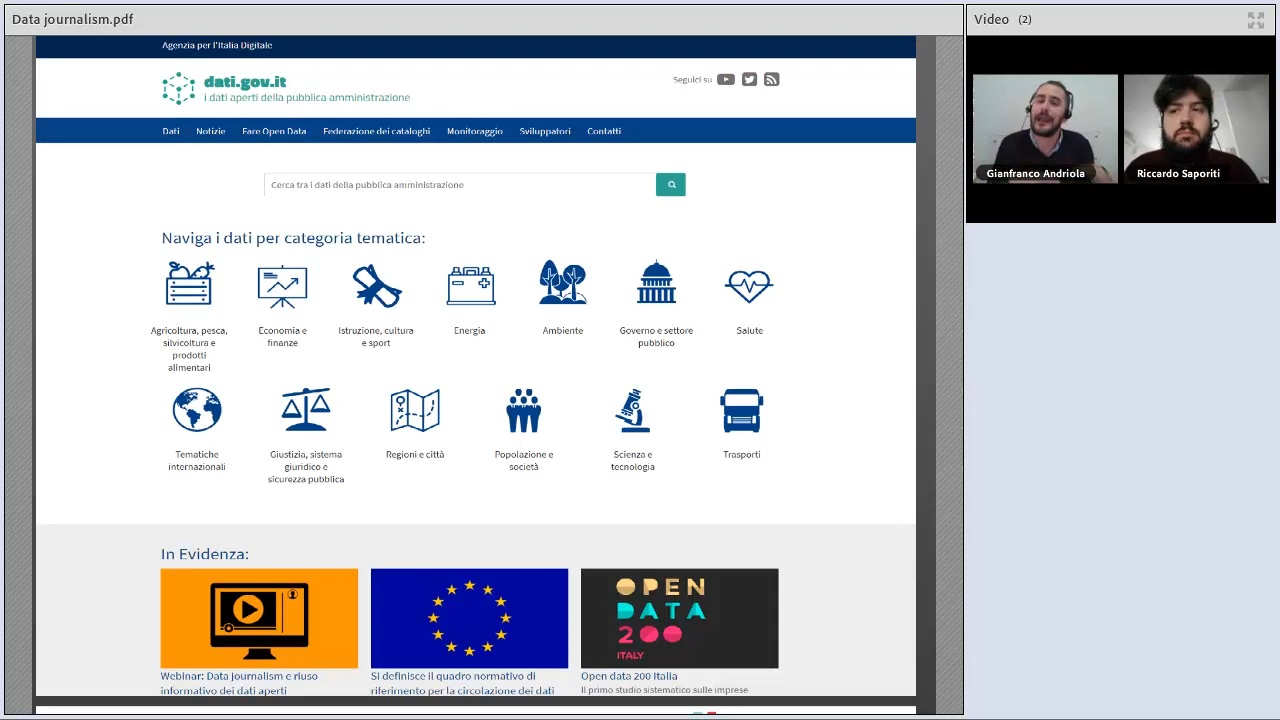 Data journalism.pdf
Video (2)
Agenzia per l'Italia Digitale
dati.gov.it
i dati aperti della pubblica amministrazione
Seguici su
Dati Notizie Fare Open Data Federazione dei cataloghi Monitoraggio Sviluppatori Contatti
Gianfranco Andriola
Riccardo Saporiti
Cerca tra i dati della pubblica amministrazione
Naviga i dati per categoria tematica:
Agricoltura, pesca,
silvicoltura e
prodotti
alimentari
Economia e
finanze
Istruzione, cultura
e sport
Energia
Ambiente
Governo e settore
pubblico
Salute
Tematiche
internazionali
Giustizia, sistema
giuridico e
sicurezza pubblica
Regioni e città
Popolazione e
società
Scienza e
tecnologia
Trasporti
In Evidenza:
OPEN
DATA
200
ITALY
Webinar: Data journalism e riuso
informativo dei dati aperti
Si definisce il quadro normativo di
riferimento per la circolazione dei dati
Open data 200 Italia
Il primo studio sistematico sulle imprese